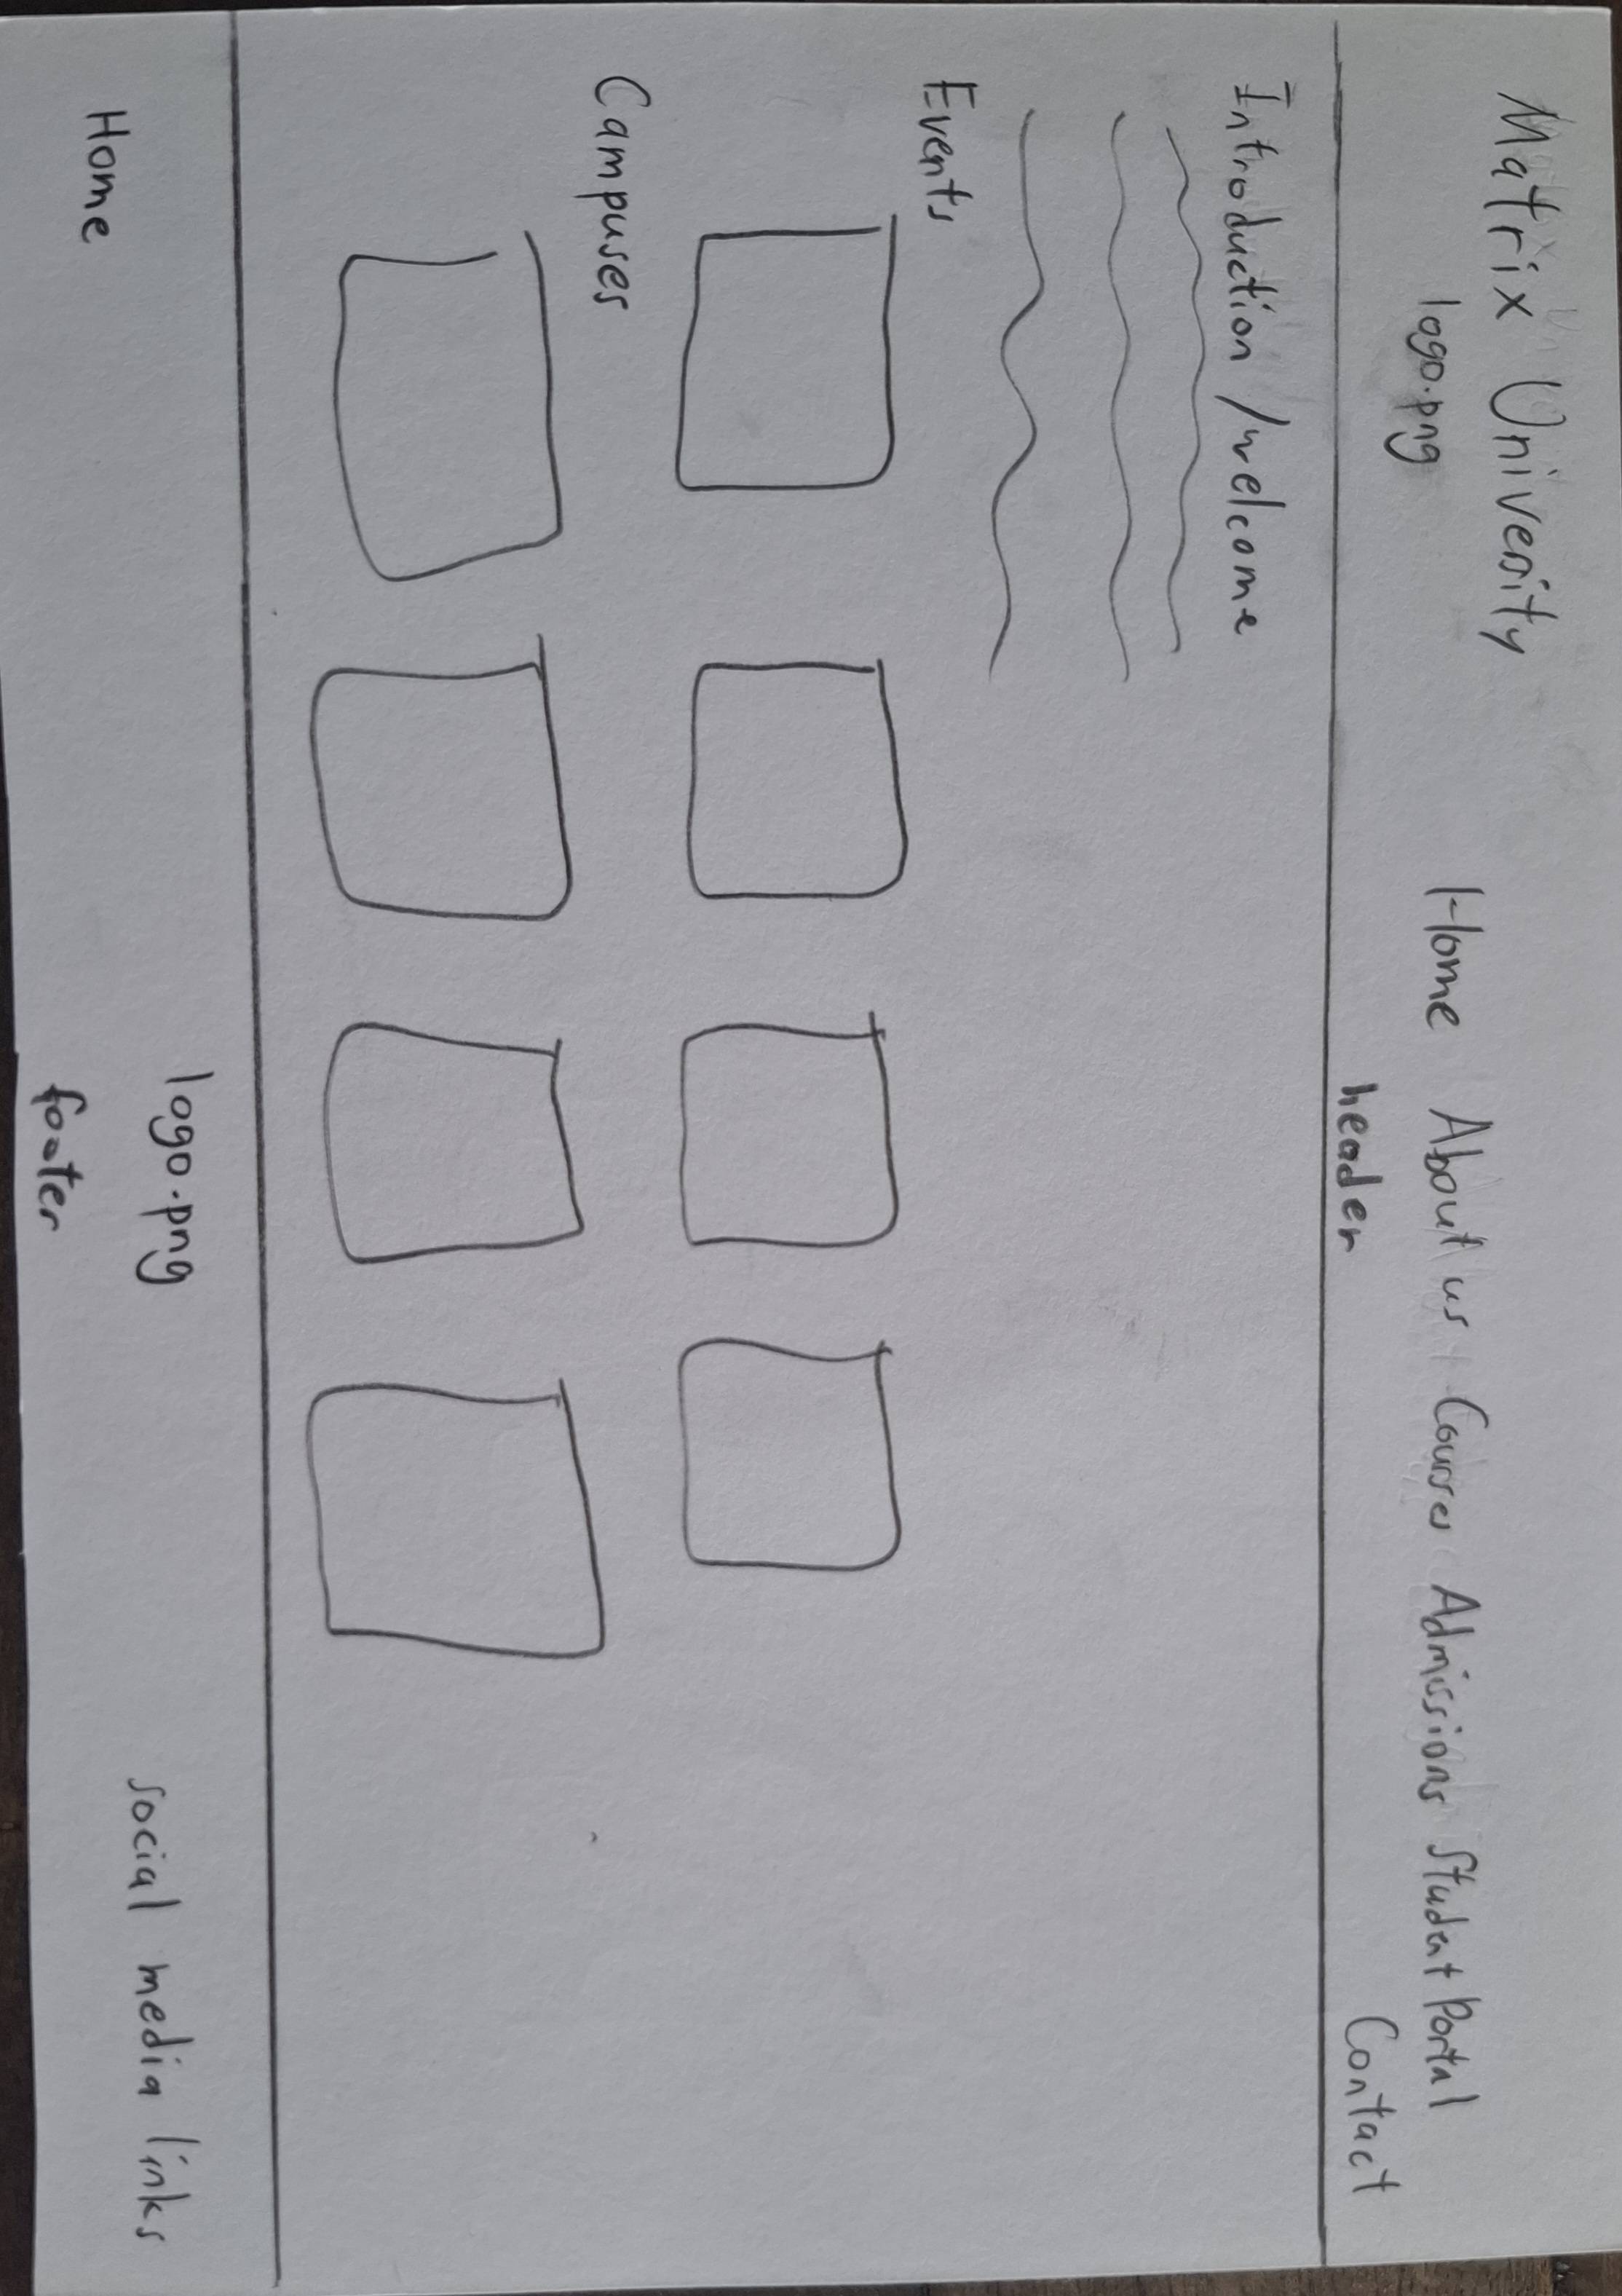 Matrix University
logo.png
Home About us Courses Admissions Student Portal
Contact
header
Introduction / welcome
Events
Campuses
Home
logo.png
social media links
footer